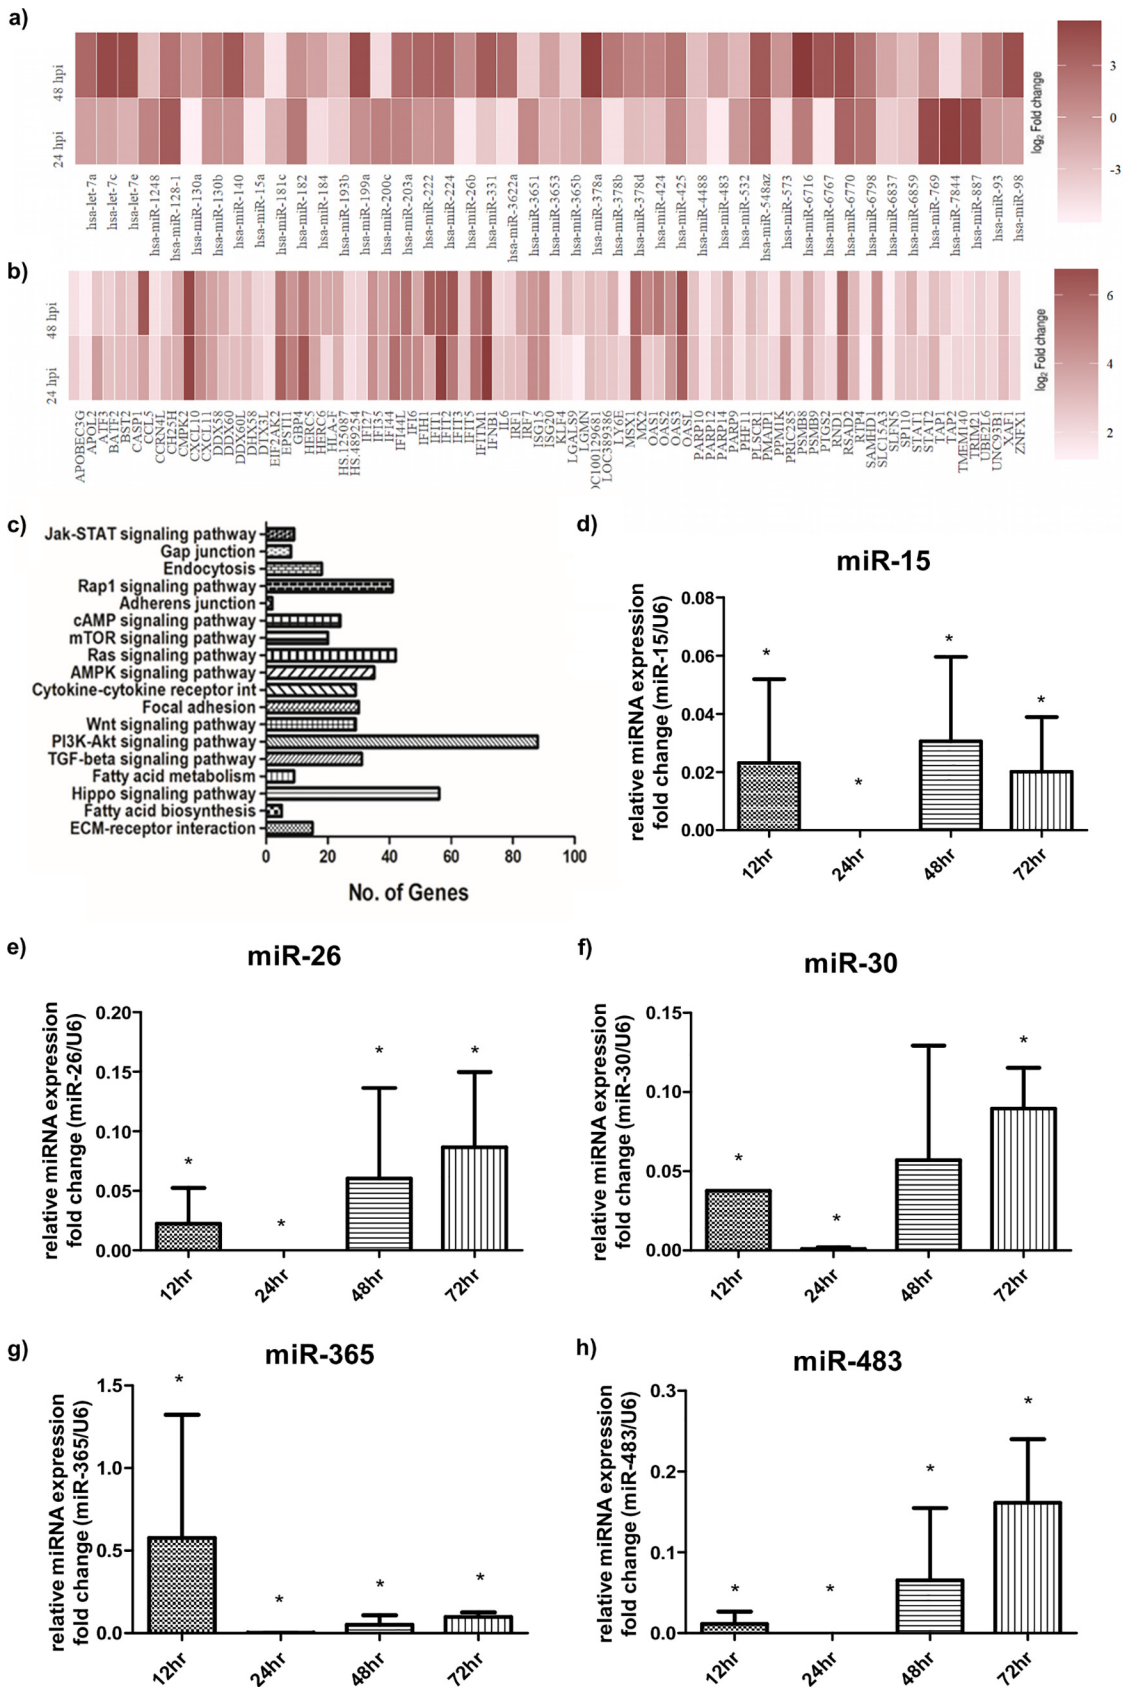 a)
48 hpi
24 hpi
hsa-let-7a
hsa-let-7c
hsa-let-7e
hsa-miR-1248
hsa-miR-128-1
hsa-miR-130a
hsa-miR-130b
hsa-miR-140
hsa-miR-15a
hsa-miR-181c
hsa-miR-182
hsa-miR-184
hsa-miR-193b
hsa-miR-199a
hsa-miR-200c
hsa-miR-203a
hsa-miR-222
hsa-miR-224
hsa-miR-26b
hsa-miR-331
hsa-miR-3622a
hsa-miR-3651
hsa-miR-3653
hsa-miR-365b
hsa-miR-378a
hsa-miR-378b
hsa-miR-378d
hsa-miR-424
hsa-miR-425
hsa-miR-4488
hsa-miR-483
hsa-miR-532
hsa-miR-548az
hsa-miR-573
hsa-miR-6716
hsa-miR-6767
hsa-miR-6770
hsa-miR-6798
hsa-miR-6837
hsa-miR-6859
hsa-miR-769
hsa-miR-7844
hsa-miR-887
hsa-miR-93
hsa-miR-98
log2 Fold change
3
0
-3
b)
48 hpi
24 hpi
APOBEC3G
APOL2
ATF3
BATF2
BST2
CASP1
CCL5
CCRN4L
CH25H
CMPK2
CXCL10
CXCL11
DDX58
DDX60
DDX60L
DHX58
DTX3L
EIF2AK2
EPSTI1
GBP4
HERC5
HERC6
HLA-F
HS.125087
HS.489254
IFI27
IFI35
IFI44
IFI44L
IFI6
IFIH1
IFIT1
IFIT2
IFIT3
IFIT5
IFITM1
IFNB1
IL6
IRF1
IRF7
ISG15
ISG20
KLF4
LGALS9
LGMN
OC100129681
LOC389386
LY6E
MSX1
MX2
OAS1
OAS2
OAS3
OASL
PARP10
PARP12
PARP14
PARP9
PHF11
PLSCR1
PMAIP1
PPM1K
PRIC285
PSMB8
PSMB9
PTGS2
RND1
RSAD2
RTP4
SAMHD1
SLC15A3
SLFN5
SP110
STAT1
STAT2
TAP1
TAP2
TMEM140
TRIM21
UBE2L6
UNC93B1
XAF1
ZNFX1
log2 Fold change
6
4
2
c)
Jak-STAT signaling pathway
Gap junction
Endocytosis
Rap1 signaling pathway
Adherens junction
cAMP signaling pathway
mTOR signaling pathway
Ras signaling pathway
AMPK signaling pathway
Cytokine-cytokine receptor int
Focal adhesion
Wnt signaling pathway
PI3K-Akt signaling pathway
TGF-beta signaling pathway
Fatty acid metabolism
Hippo signaling pathway
Fatty acid biosynthesis
ECM-receptor interaction
0 20 40 60 80 100
No. of Genes
d)
miR-15
relative miRNA expression
fold change (miR-15/U6)
0.08
0.06
0.04
0.02
0.00
* * * *
12hr 24hr 48hr 72hr
e)
miR-26
relative miRNA expression
fold change (miR-26/U6)
0.20
0.15
0.10
0.05
0.00
* * * *
12hr 24hr 48hr 72hr
f)
miR-30
relative miRNA expression
fold change (miR-30/U6)
0.15
0.10
0.05
0.00
* * *
12hr 24hr 48hr 72hr
g)
miR-365
relative miRNA expression
fold change (miR-365/U6)
1.5
1.0
0.5
0.0
* * * *
12hr 24hr 48hr 72hr
h)
miR-483
relative miRNA expression
fold change (miR-483/U6)
0.3
0.2
0.1
0.0
* * * *
12hr 24hr 48hr 72hr